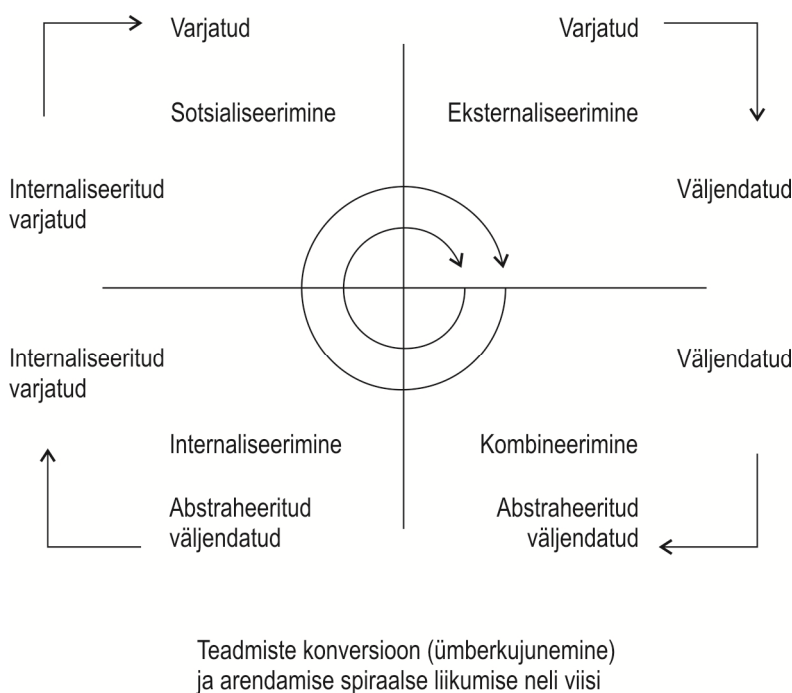 Varjatud
Varjatud
Sotsialiseerimine
Eksternaliseerimine
Internaliseeritud
varjatud
Väljendatud
Internaliseeritud
varjatud
Väljendatud
Internaliseerimine
Kombineerimine
Abstraheeritud
väljendatud
Abstraheeritud
väljendatud
Teadmiste konversioon (ümberkujunemine)
ja arendamise spiraalse liikumise neli viisi